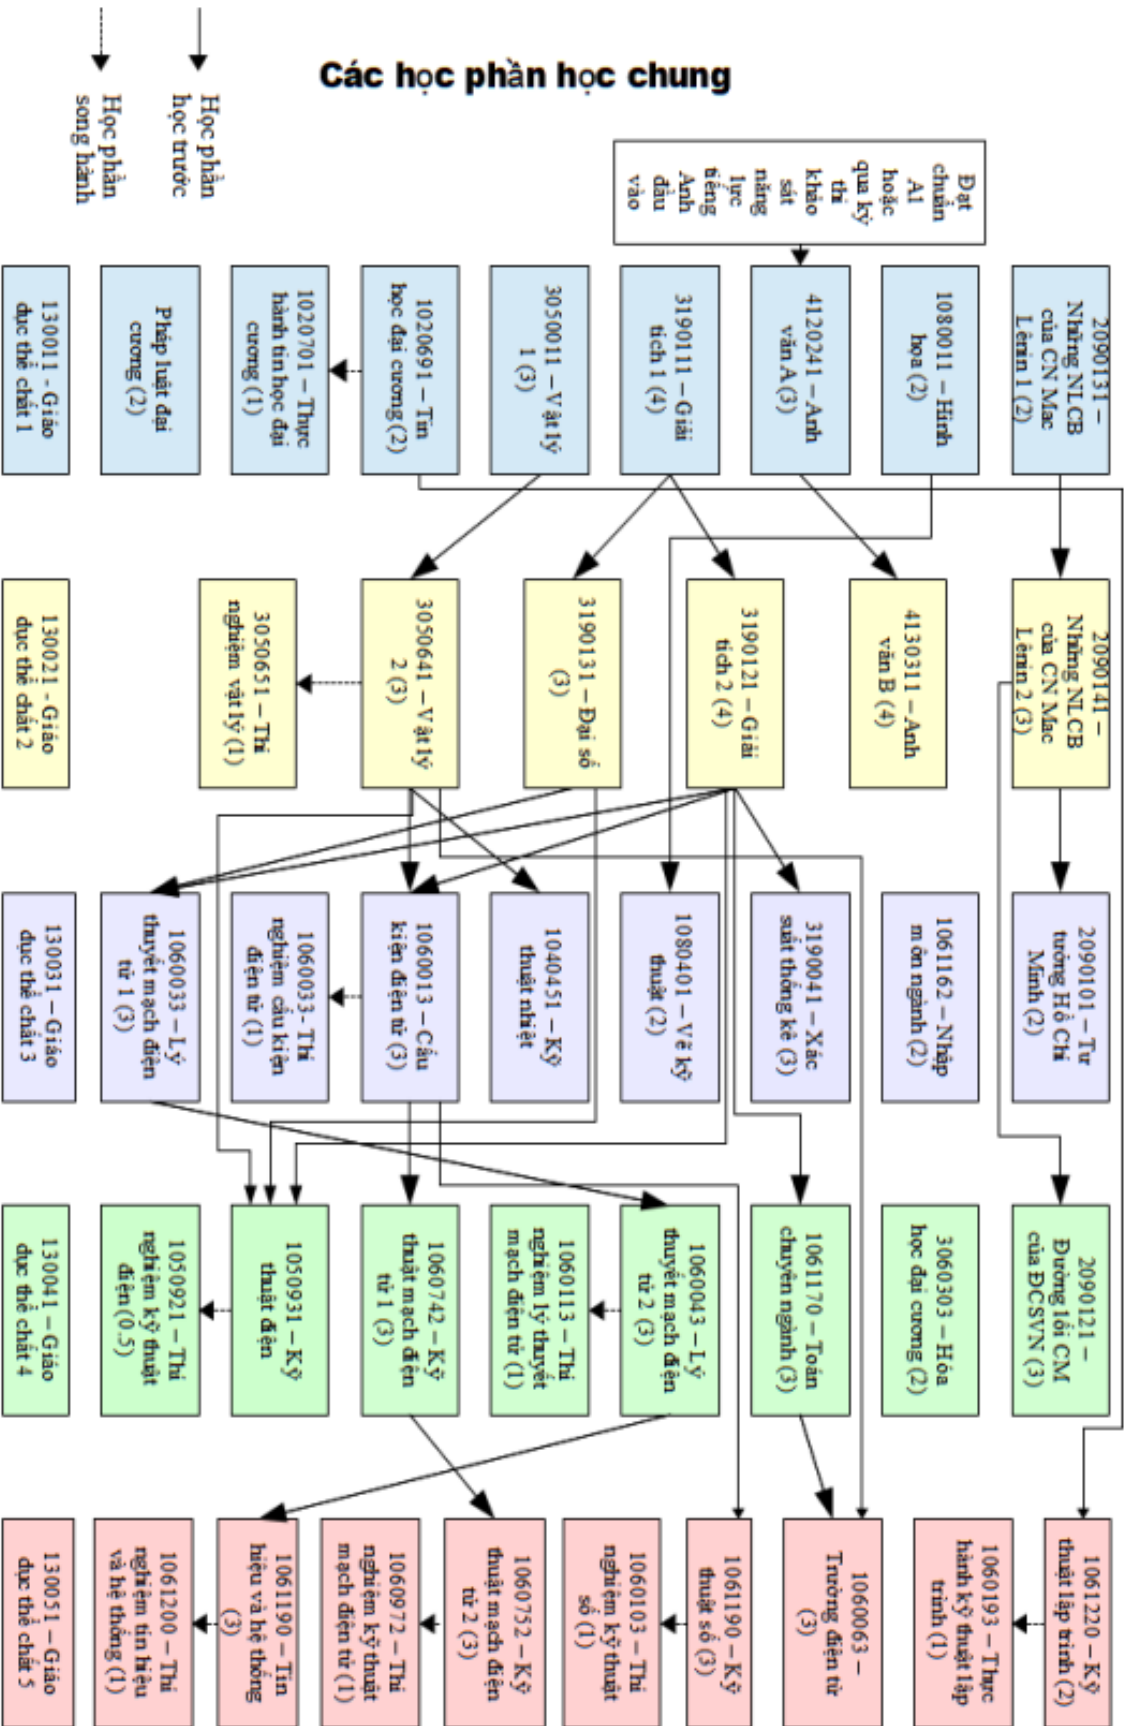 Các học phần học chung
Học phần
học trước
Học phần
song hành
Đạt
chuẩn
A1
hoặc
qua kỳ
thi
khảo
sát
năng
lực
tiếng
Anh
đầu
vào
2090131 –
Những NLCB
của CN Mac
Lênin 1 (2)
1080011 – Hình
họa (2)
4120241 – Anh
văn A (3)
3190111 – Giải
tích 1 (4)
3050011 – Vật lý
1 (3)
1020691 – Tin
học đại cương (2)
1020701 – Thực
hành tin học đại
cương (1)
Pháp luật đại
cương (2)
130011 - Giáo
dục thể chất 1
2090141 –
Những NLCB
của CN Mac
Lênin 2 (3)
4130311 – Anh
văn B (4)
3190121 – Giải
tích 2 (4)
3190131 – Đại số
(3)
3050641 – Vật lý
2 (3)
3050651 – Thí
nghiệm vật lý (1)
130021 - Giáo
dục thể chất 2
2090101 – Tư
tưởng Hồ Chí
Minh (2)
1061162 – Nhập
môn ngành (2)
3190041 – Xác
suất thống kê (3)
1080401 – Vẽ kỹ
thuật (2)
1040451 – Kỹ
thuật nhiệt
1060013 – Cấu
kiện điện tử (3)
1060033- Thí
nghiệm cấu kiện
điện tử (1)
1060033 – Lý
thuyết mạch điện
tử 1 (3)
130031 – Giáo
dục thể chất 3
2090121 –
Đường lối CM
của ĐCSVN (3)
3060303 – Hóa
học đại cương (2)
1061170 – Toán
chuyên ngành (3)
1060043 – Lý
thuyết mạch điện
tử 2 (3)
1060113 – Thí
nghiệm lý thuyết
mạch điện tử (1)
1060742 – Kỹ
thuật mạch điện
tử 1 (3)
1050931 – Kỹ
thuật điện
1050921 – Thí
nghiệm kỹ thuật
điện (0.5)
130041 – Giáo
dục thể chất 4
1061220 – Kỹ
thuật lập trình (2)
1060193 – Thực
hành kỹ thuật lập
trình (1)
1060063 –
Trường điện từ
(3)
1061190 – Kỹ
thuật số (3)
1060103 – Thí
nghiệm kỹ thuật
số (1)
1060752 – Kỹ
thuật mạch điện
tử 2 (3)
1060972 – Thí
nghiệm kỹ thuật
mạch điện tử (1)
1061190 – Tín
hiệu và hệ thống
(3)
1061200 – Thí
nghiệm tín hiệu
và hệ thống (1)
130051 – Giáo
dục thể chất 5